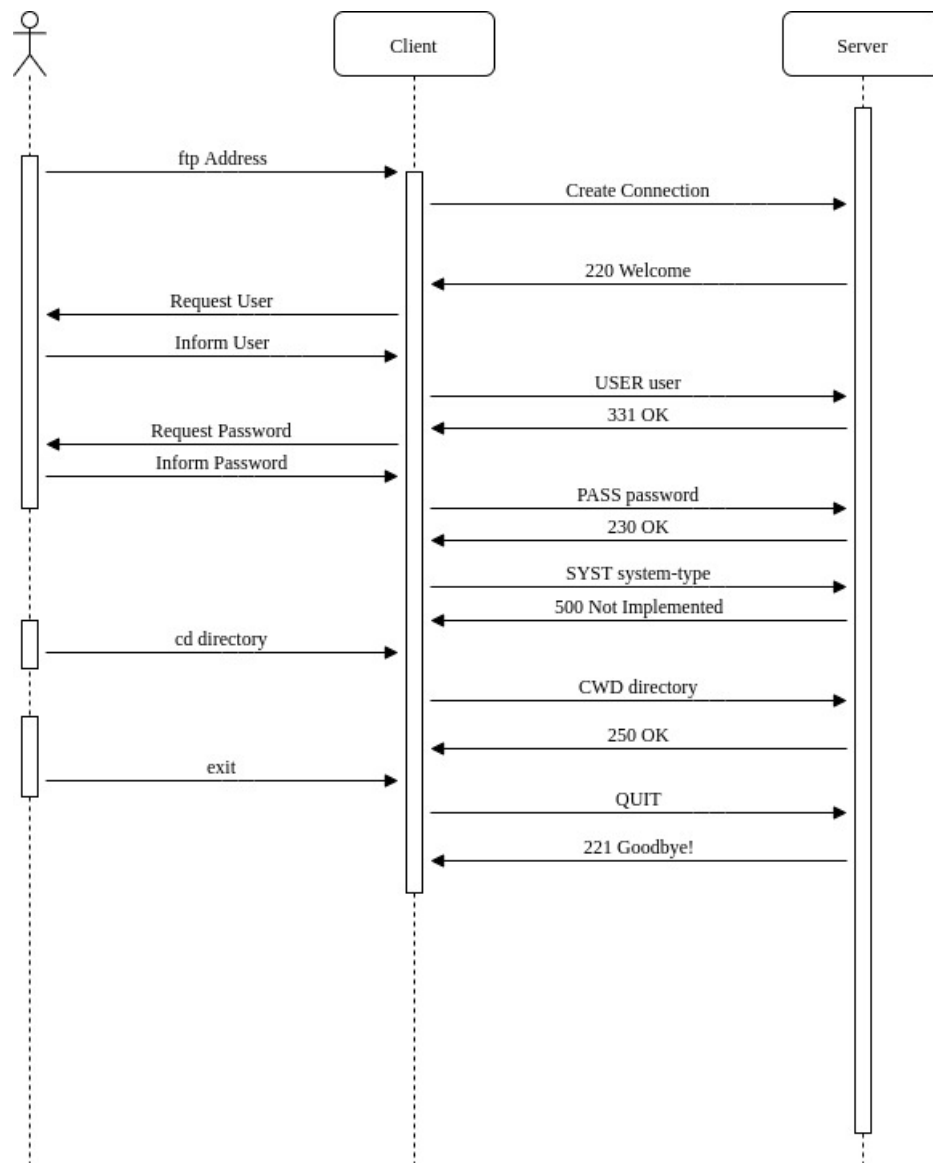 Client
Server
ftp Address
Create Connection
220 Welcome
Request User
Inform User
USER user
331 OK
Request Password
Inform Password
PASS password
230 OK
SYST system-type
500 Not Implemented
cd directory
CWD directory
250 OK
exit
QUIT
221 Goodbye!